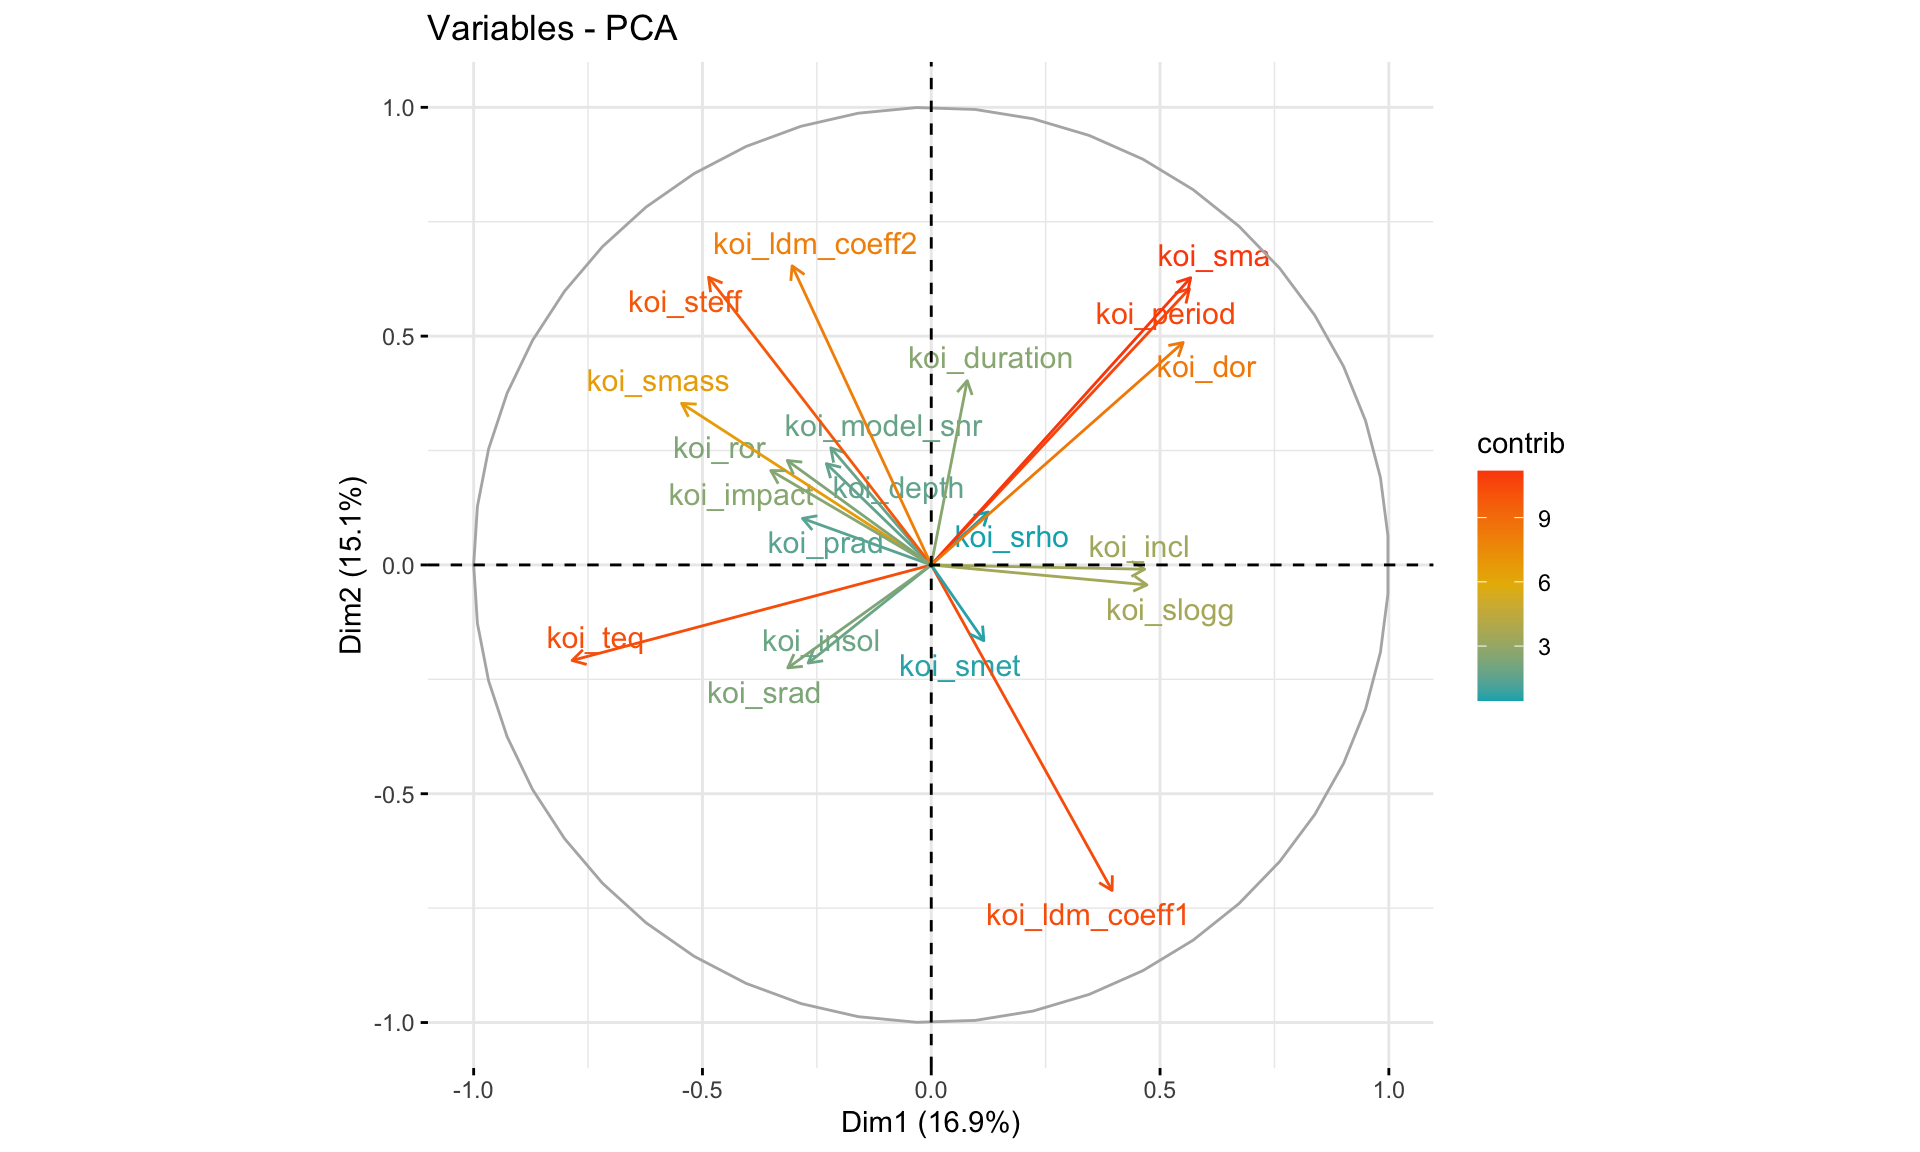 Variables - PCA
1.0
0.5
0.0
-0.5
-1.0
Dim2 (15.1%)
koi_ldm_coeff2
koi_sma
koi_steff
koi_period
koi_duration
koi_dor
koi_smass
koi_model_snr
koi_ror
koi_depth
koi_impact
koi_srho
koi_prad
koi_incl
koi_slogg
koi_teq
koi_insol
koi_smet
koi_srad
koi_ldm_coeff1
-1.0
-0.5
0.0
0.5
1.0
Dim1 (16.9%)
contrib
9
6
3